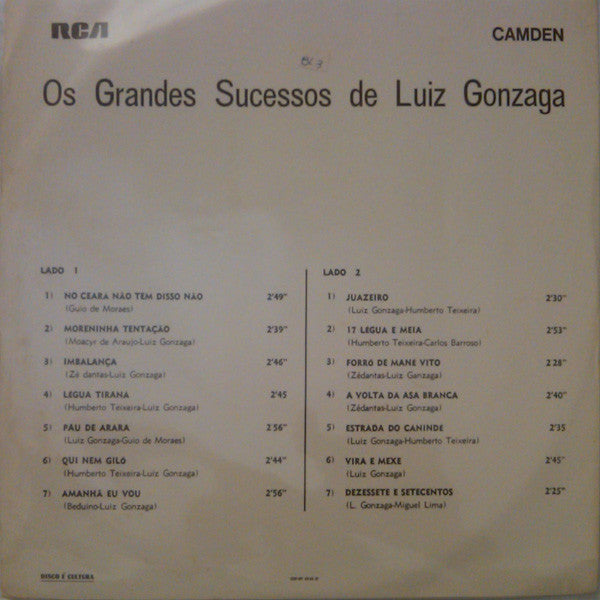 RCA CAMDEN
Os Grandes Sucessos de Luiz Gonzaga
LADO 1
1) NO CEARA NÃO TEM DISSO NÃO 2'49"
(Guio de Moraes)
2) MORENINHA TENTAÇÃO 2'39"
(Moacyr de Araujo-Luiz Gonzaga)
3) IMBALANÇA 2'46"
(Zé dantas-Luiz Gonzaga)
4) LEGUA TIRANA 2'45
(Humberto Teixeira-Luiz Gonzaga)
5) PAU DE ARARA 2'56"
(Luiz Gonzaga-Guio de Moraes)
6) QUI NEM GILÓ 2'44"
(Humberto Teixeira-Luiz Gonzaga)
7) AMANHÃ EU VOU 2'56"
(Beduino-Luiz Gonzaga)
LADO 2
1) JUAZEIRO 2'30"
(Luiz Gonzaga-Humberto Teixeira)
2) 17 LEGUA E MEIA 2'53"
(Humberto Teixeira-Carlos Barroso)
3) FORRÓ DE MANE VITO 2 28"
(Zédantas-Luiz Gonzaga)
4) A VOLTA DA ASA BRANCA 2'40"
(Zédantas-Luiz Gonzaga)
5) ESTRADA DO CANINDE 2'35
(Luiz Gonzaga-Humberto Teixeira)
6) VIRA E MEXE 2'45"
(Luiz Gonzaga)
7) DEZESSETE E SETECENTOS 2'25"
(L. Gonzaga-Miguel Lima)
DISCO É CULTURA